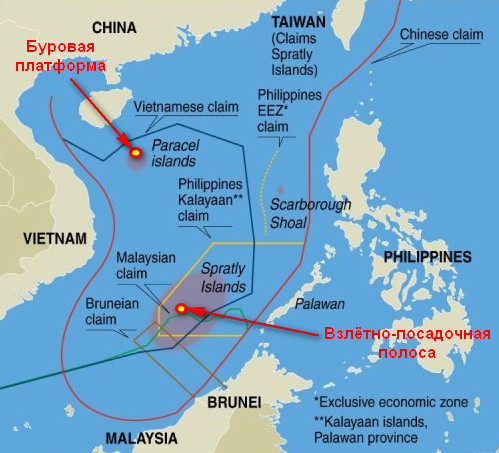 CHINA
TAIWAN
(Claims
Spratly
Islands)
Chinese claim
Буровая
платформа
Philippines
EEZ*
claim
Vietnamese claim
Paracel
islands
Philippines
Kalayaan**
claim
Scarborough
Shoal
VIETNAM
Malaysian
claim
Spratly
Islands
PHILIPPINES
Bruneian
claim
Palawan
Взлётно-посадочная
полоса
BRUNEI
*Exclusive economic zone
**Kalayaan islands,
Palawan province
MALAYSIA